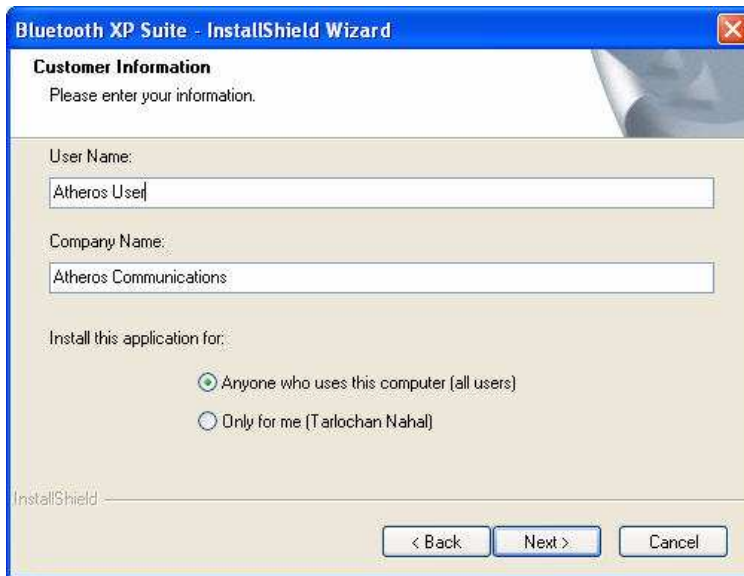 Bluetooth XP Suite - InstallShield Wizard
Customer Information
Please enter your information.
User Name:
Atheros User
Company Name:
Atheros Communications
Install this application for:
Anyone who uses this computer (all users)
Only for me (Tarlochan Nahal)
InstallShield
< Back Next > Cancel